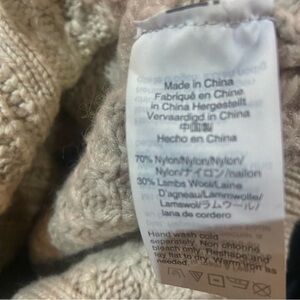 Made in China
Fabriqué en Chine
in China Hergestellt
Vervaardigd in China
中国製
Hecho en China
70% Nylon/Nylon/Nylon/
Nylon/ナイロン/nailon
30% Lambs Wool/Laine
D'agneau/Lammwolle/
Lamswol/ラムウール/
lana de cordero
Hand wash cold
separately. Non chlorine
bleach only. Reshape and
lay flat to dry. Warm iron as
needed.